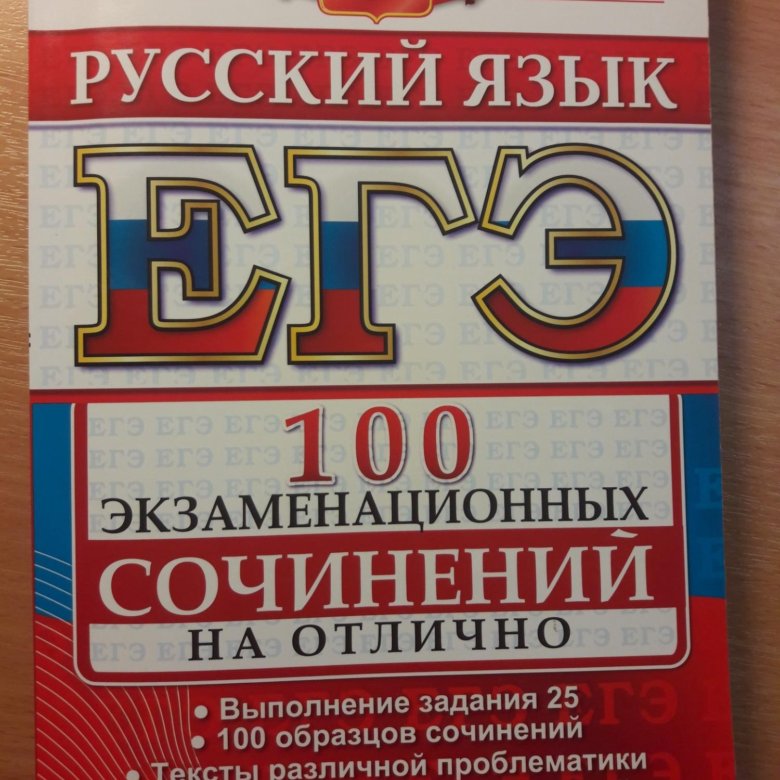 РУССКИЙ ЯЗЫК
ЕГЭ
100
ЭКЗАМЕНАЦИОННЫХ
СОЧИНЕНИЙ
НА ОТЛИЧНО
• Выполнение задания 25
• 100 образцов сочинений
• Тексты различной проблематики